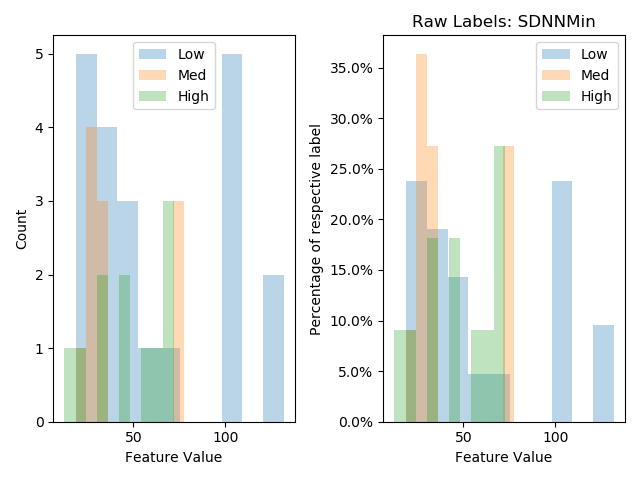 Raw Labels: SDNNMin
5
4
3
2
1
0
Count
50
100
Feature Value
Low
Med
High
35.0%
30.0%
25.0%
20.0%
15.0%
10.0%
5.0%
0.0%
Percentage of respective label
50
100
Feature Value
Low
Med
High